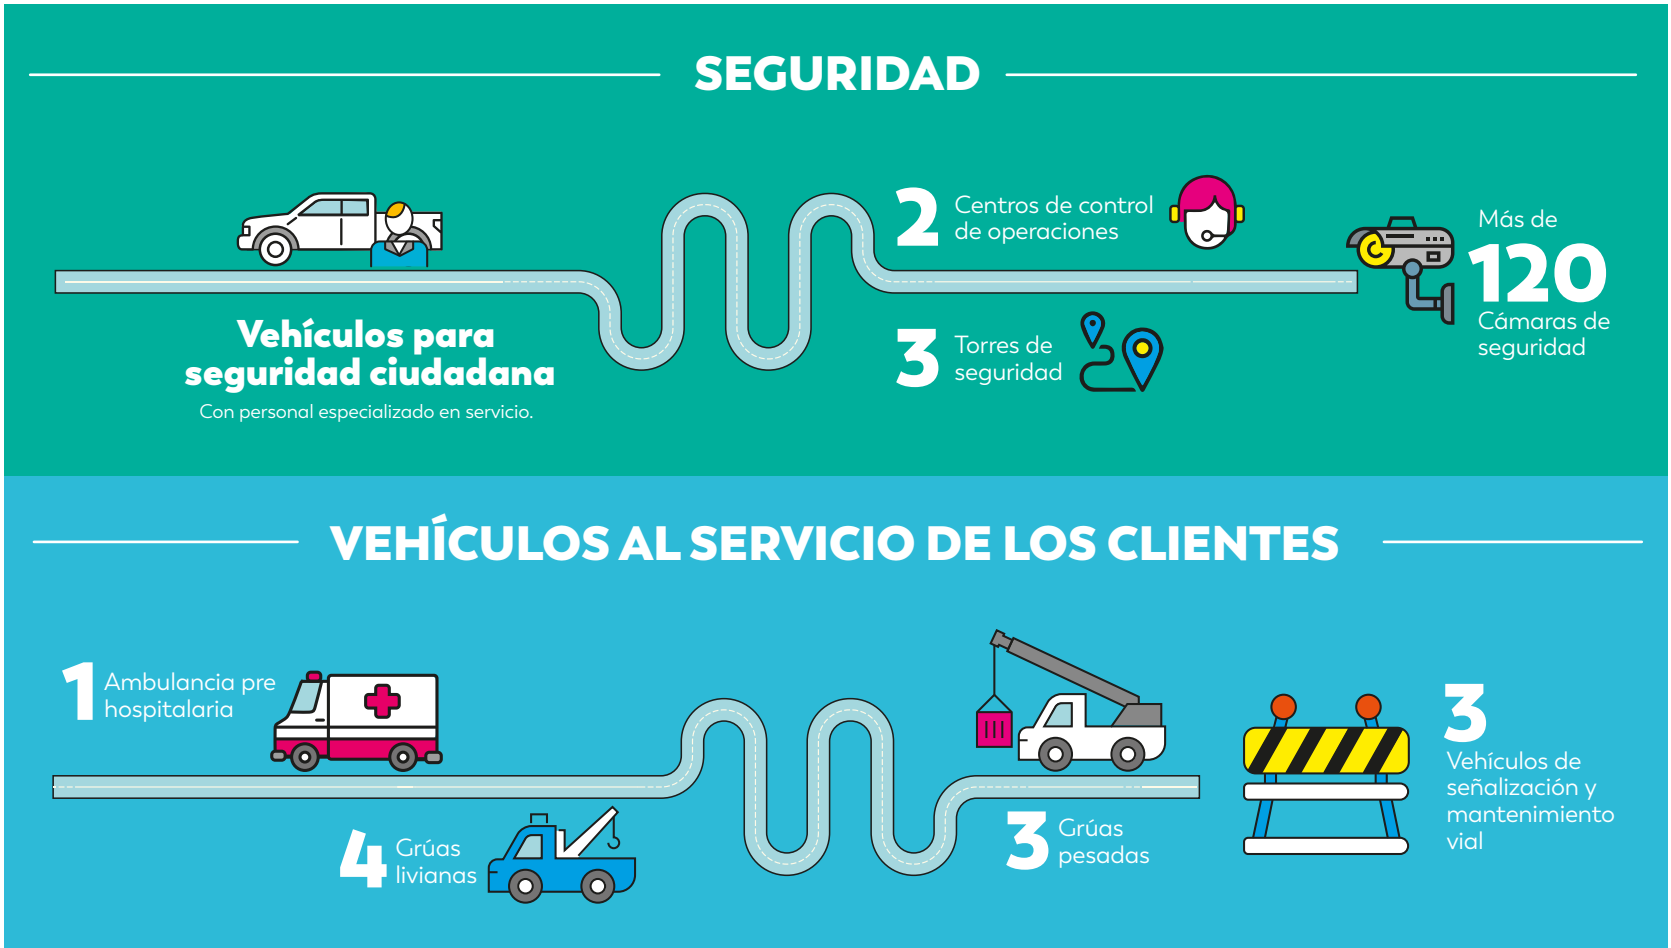 SEGURIDAD
Vehículos para
seguridad ciudadana
Con personal especializado en servicio.
2
Centros de control
de operaciones
3
Torres de
seguridad
Más de
120
Cámaras de
seguridad
VEHÍCULOS AL SERVICIO DE LOS CLIENTES
1
Ambulancia pre
hospitalaria
4
Grúas
livianas
3
Grúas
pesadas
3
Vehículos de
señalización y
mantenimiento
vial